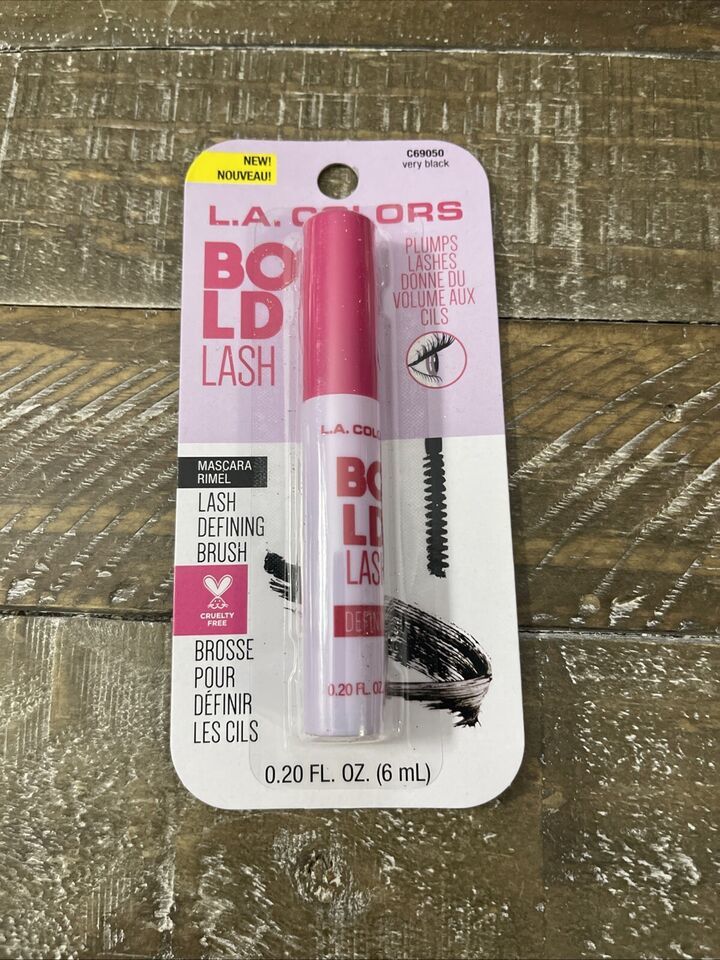 NEW!
NOUVEAU!
C69050
very black
L.A. COLORS
BO
LD
LASH
PLUMPS
LASHES
DONNE DU
VOLUME AUX
CILS
MASCARA
RIMEL
LASH
DEFINING
BRUSH
CRUELTY
FREE
BROSSE
POUR
DÉFINIR
LES CILS
L.A. COLO
BO
LD
LASH
DEFIN
0.20 FL. OZ.
0.20 FL. OZ. (6 mL)